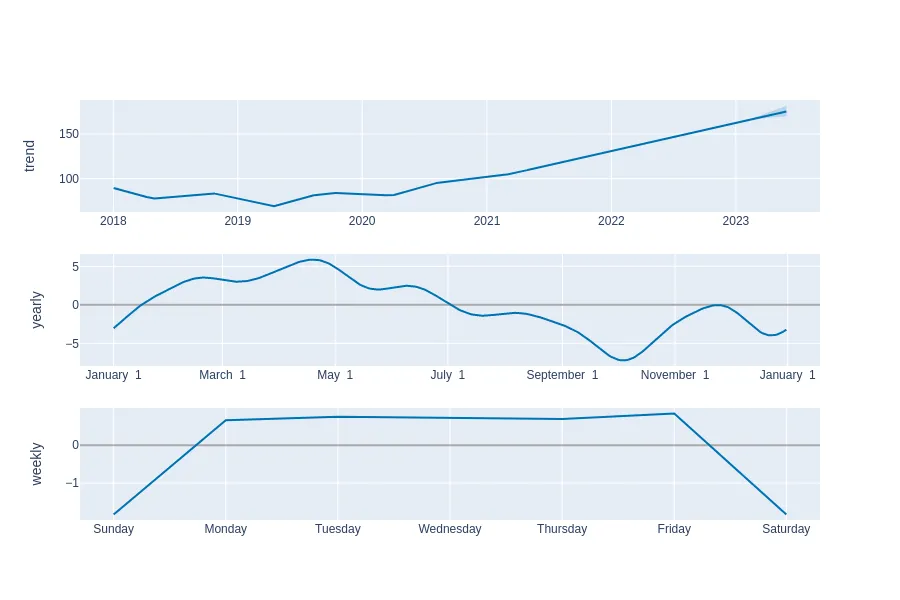 trend
150
100
2018 2019 2020 2021 2022 2023
yearly
5
0
−5
January 1 March 1 May 1 July 1 September 1 November 1 January 1
weekly
0
−1
Sunday Monday Tuesday Wednesday Thursday Friday Saturday